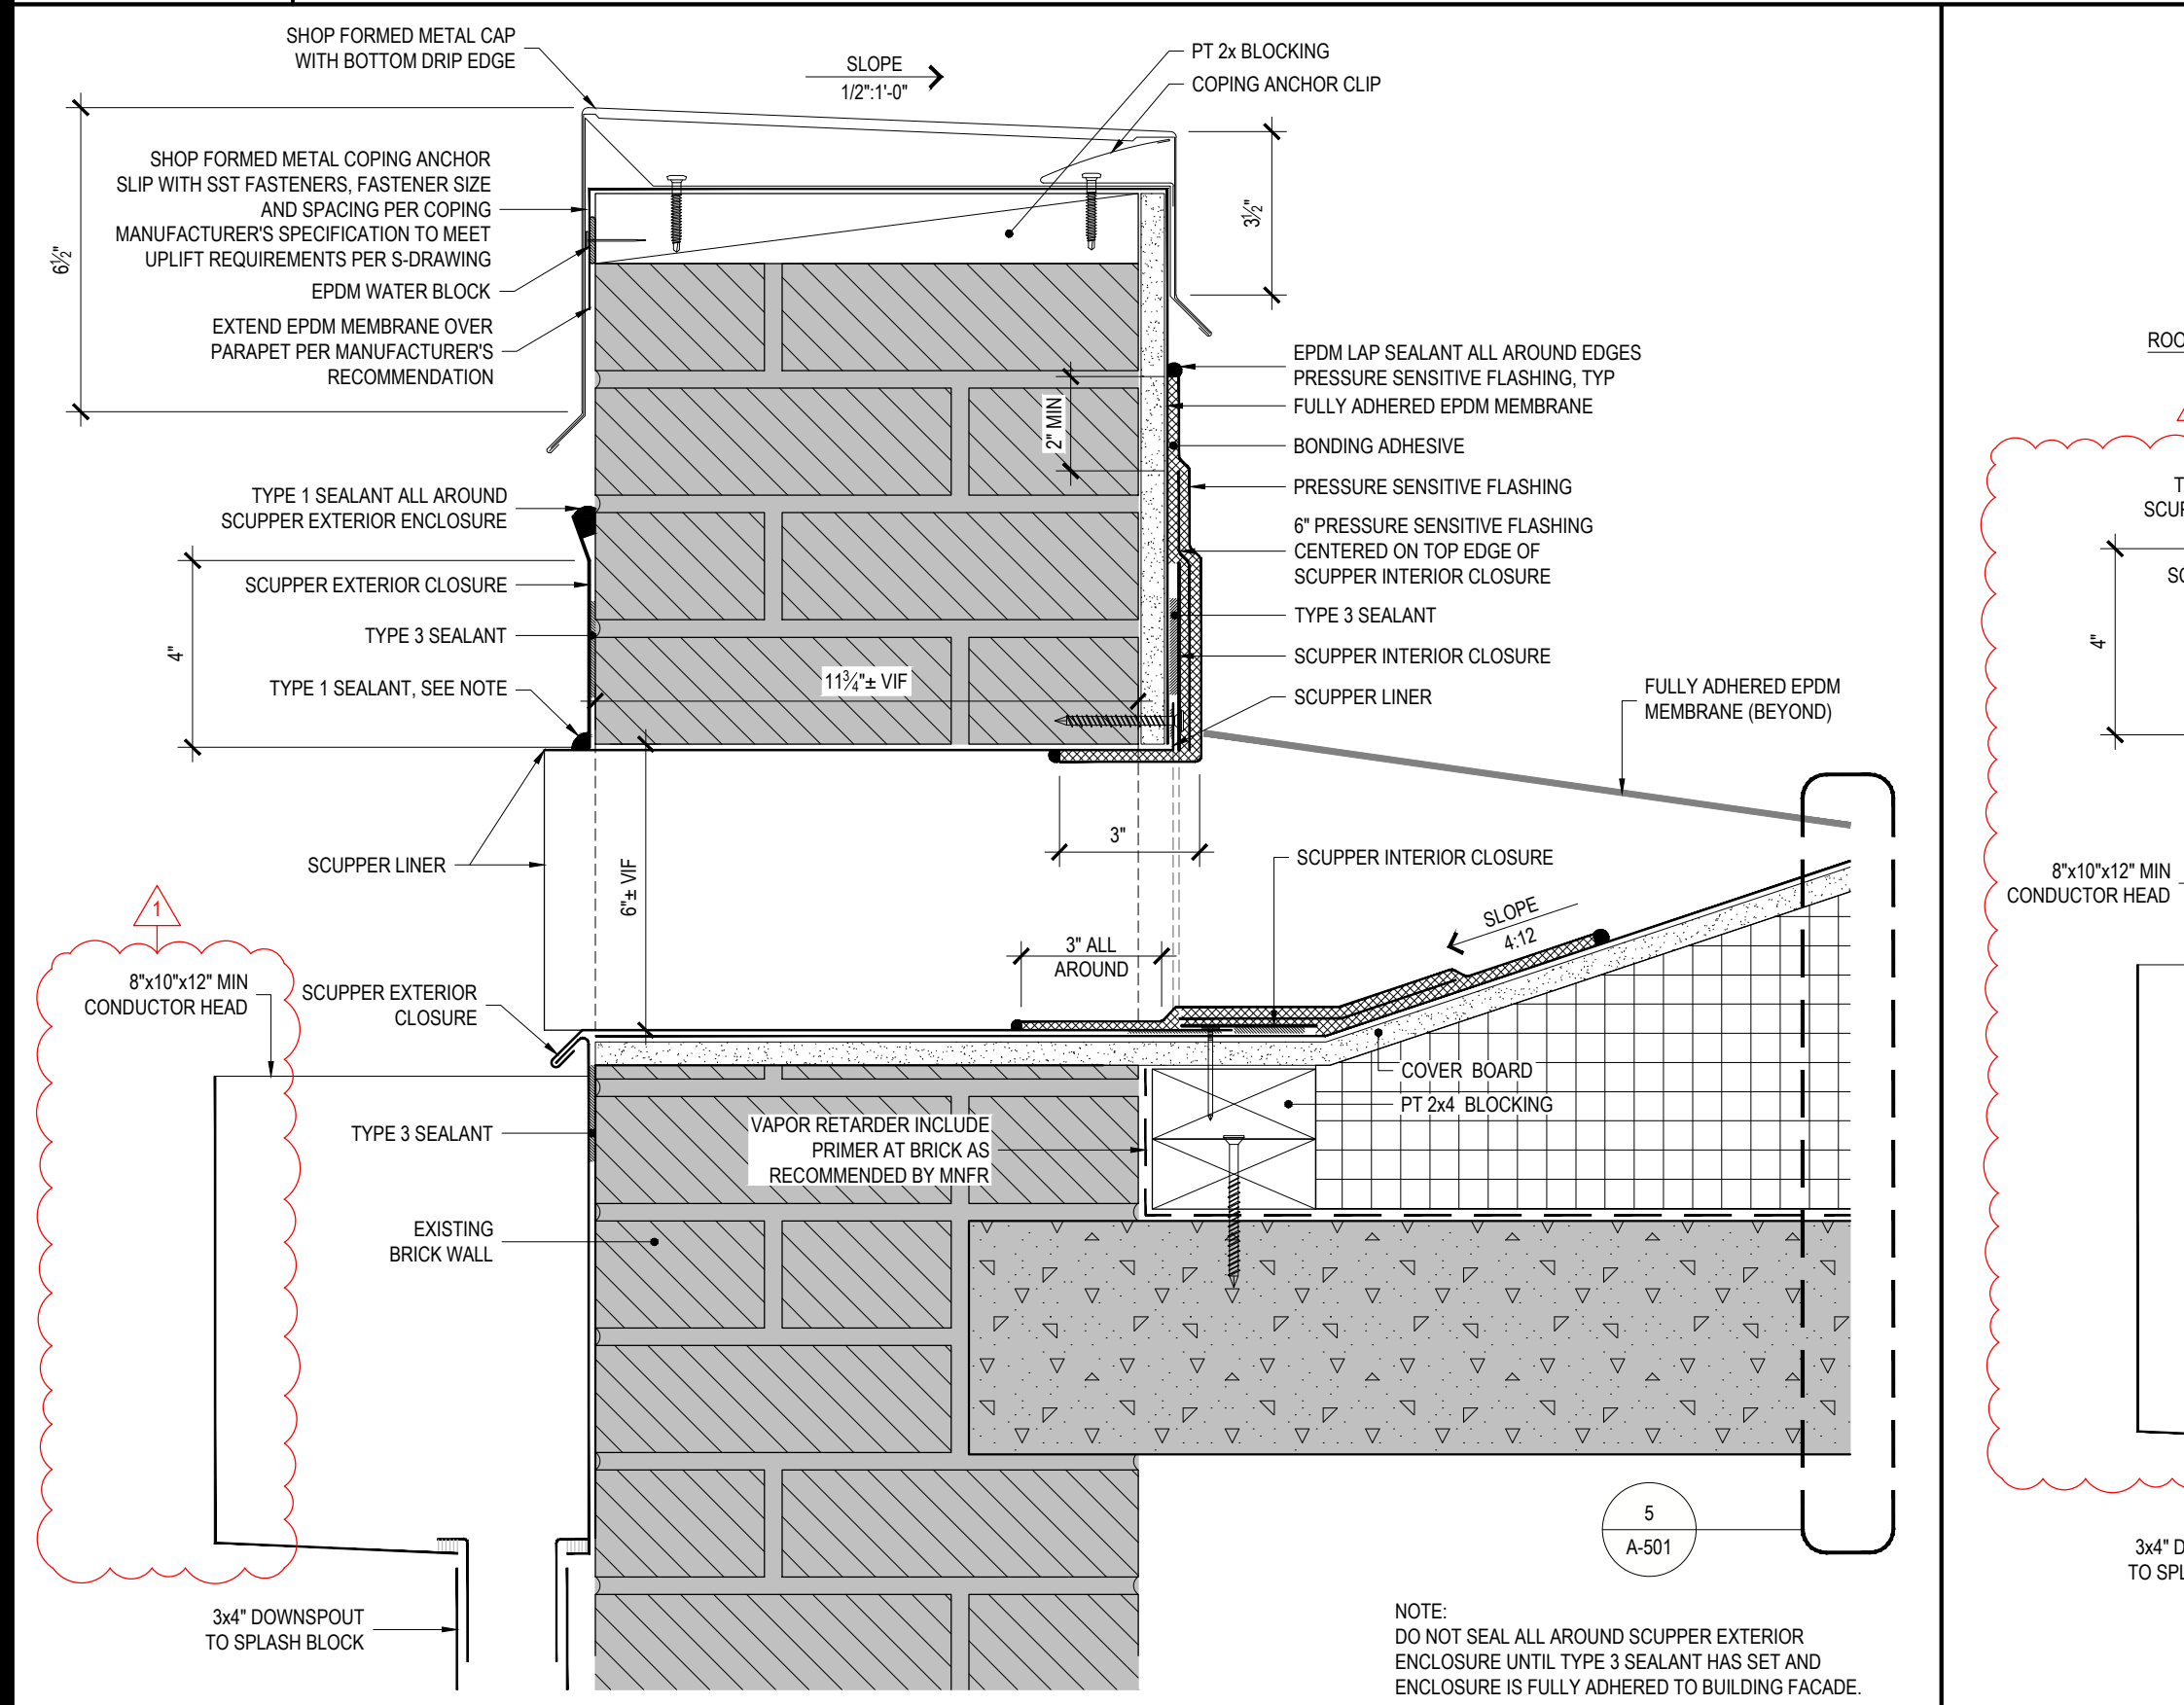 SHOP FORMED METAL CAP
WITH BOTTOM DRIP EDGE
SLOPE
1/2":1'-0"
PT 2x BLOCKING
COPING ANCHOR CLIP
6½"
SHOP FORMED METAL COPING ANCHOR
SLIP WITH SST FASTENERS, FASTENER SIZE
AND SPACING PER COPING
MANUFACTURER'S SPECIFICATION TO MEET
UPLIFT REQUIREMENTS PER S-DRAWING
EPDM WATER BLOCK
EXTEND EPDM MEMBRANE OVER
PARAPET PER MANUFACTURER'S
RECOMMENDATION
3½"
EPDM LAP SEALANT ALL AROUND EDGES
PRESSURE SENSITIVE FLASHING, TYP
FULLY ADHERED EPDM MEMBRANE
2" MIN
BONDING ADHESIVE
PRESSURE SENSITIVE FLASHING
6" PRESSURE SENSITIVE FLASHING
CENTERED ON TOP EDGE OF
SCUPPER INTERIOR CLOSURE
TYPE 3 SEALANT
SCUPPER INTERIOR CLOSURE
SCUPPER LINER
TYPE 1 SEALANT ALL AROUND
SCUPPER EXTERIOR ENCLOSURE
SCUPPER EXTERIOR CLOSURE
TYPE 3 SEALANT
4"
TYPE 1 SEALANT, SEE NOTE
11¾"± VIF
FULLY ADHERED EPDM
MEMBRANE (BEYOND)
SCUPPER LINER
6"± VIF
3"
SCUPPER INTERIOR CLOSURE
SLOPE
4:12
3" ALL
AROUND
1
8"x10"x12" MIN
CONDUCTOR HEAD
SCUPPER EXTERIOR
CLOSURE
COVER BOARD
PT 2x4 BLOCKING
VAPOR RETARDER INCLUDE
PRIMER AT BRICK AS
RECOMMENDED BY MNFR
TYPE 3 SEALANT
EXISTING
BRICK WALL
5
A-501
3x4" DOWNSPOUT
TO SPLASH BLOCK
NOTE:
DO NOT SEAL ALL AROUND SCUPPER EXTERIOR
ENCLOSURE UNTIL TYPE 3 SEALANT HAS SET AND
ENCLOSURE IS FULLY ADHERED TO BUILDING FACADE.
4"
8"x10"x12" MIN
CONDUCTOR HEAD
3x4"
TO